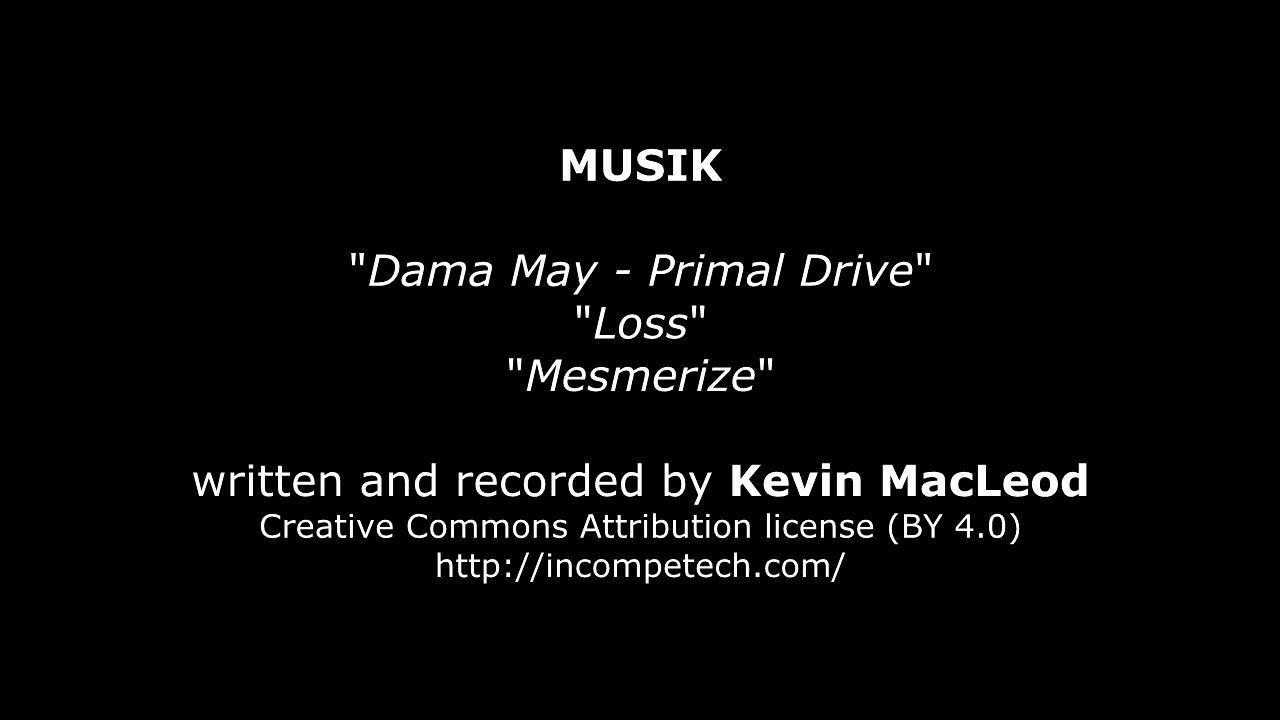 MUSIK
"Dama May - Primal Drive"
"Loss"
"Mesmerize"
written and recorded by Kevin MacLeod
Creative Commons Attribution license (BY 4.0)
http://incompetech.com/